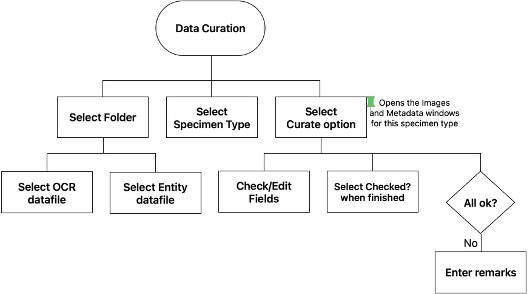 Data Curation
Select Folder
Select
Specimen Type
Select
Curate option
Opens the Images
and Metadata windows
for this specimen type
Select OCR
datafile
Select Entity
datafile
Check/Edit
Fields
Select Checked?
when finished
All ok?
No
Enter remarks